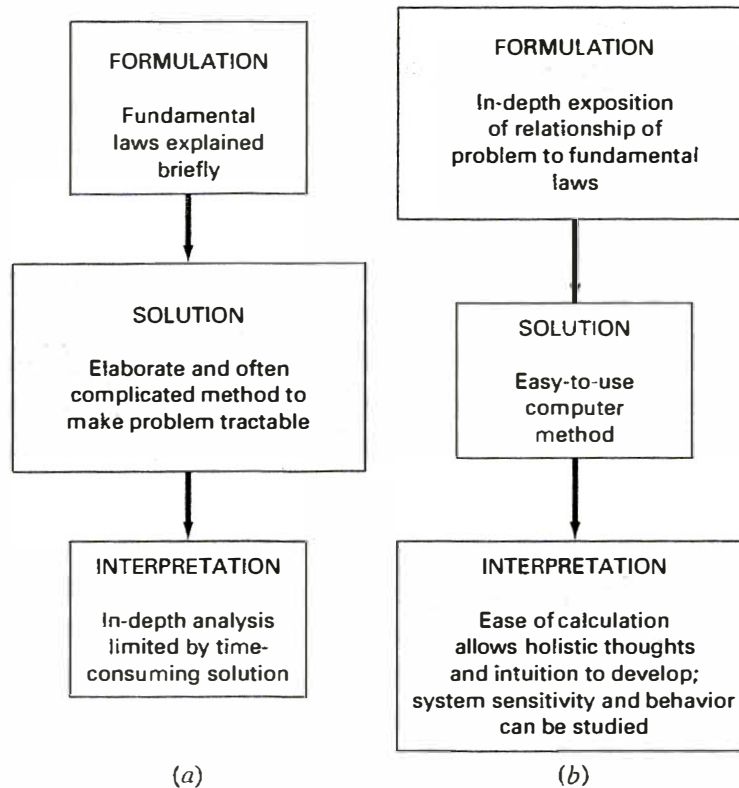 FORMULATION
Fundamental
laws explained
briefly
SOLUTION
Elaborate and often
complicated method to
make problem tractable
INTERPRETATION
In-depth analysis
limited by time-
consuming solution
(a)
FORMULATION
In-depth exposition
of relationship of
problem to fundamental
laws
SOLUTION
Easy-to-use
computer
method
INTERPRETATION
Ease of calculation
allows holistic thoughts
and intuition to develop;
system sensitivity and behavior
can be studied
(b)